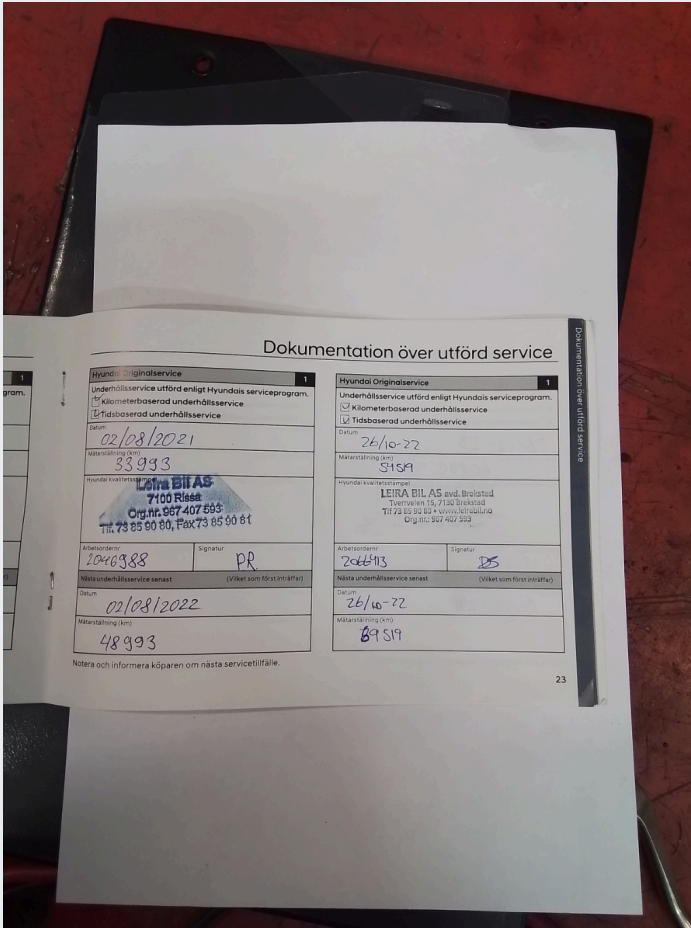 Dokumentation över utförd service
Dokumentation över utförd service
1
gram.
Hyundai Originalservice 1
Underhållsservice utförd enligt Hyundais serviceprogram.
Kilometerbaserad underhållsservice
Tidsbaserad underhållsservice
Datum
02/08/2021
Mätarställning (km)
33993
Hyundai kvalitetsstämpel
Leira Bil AS
7100 Rissa
Org.nr. 967 407 593
Tlf. 73 85 90 80, Fax 73 85 90 81
Arbetsordernr Signatur
2046988 PR.
Nästa underhållsservice senast (Vilket som först inträffar)
Datum
02/08/2022
Mätarställning (km)
48993
Notera och informera köparen om nästa servicetillfälle.
Hyundai Originalservice 1
Underhållsservice utförd enligt Hyundais serviceprogram.
Kilometerbaserad underhållsservice
Tidsbaserad underhållsservice
Datum
26/10-22
Mätarställning (km)
54519
Hyundai kvalitetsstämpel
LEIRA BIL AS avd. Brekstad
Tverrveien 15, 7130 Brekstad
Tlf 73 85 90 80 • www.leirabil.no
Org.nr.: 967 407 593
Arbetsordernr Signatur
2066413 DS
Nästa underhållsservice senast (Vilket som först inträffar)
Datum
26/10-22
Mätarställning (km)
69519
23